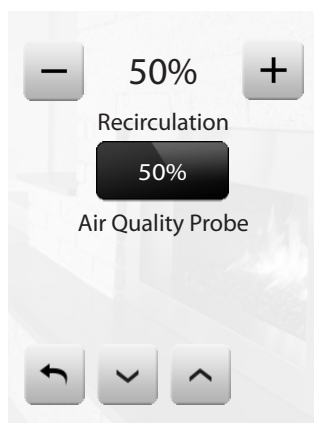 − 50% +
Recirculation
50%
Air Quality Probe